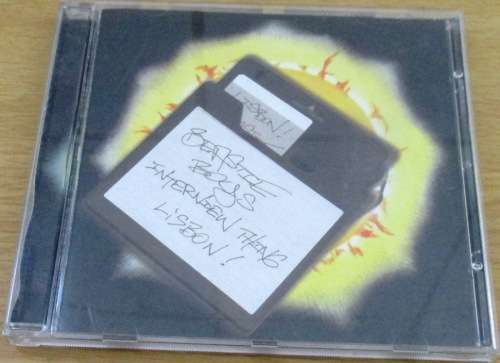 LISBON!
BEASTIE
BOYS
INTERVIEW THING
LISBON!